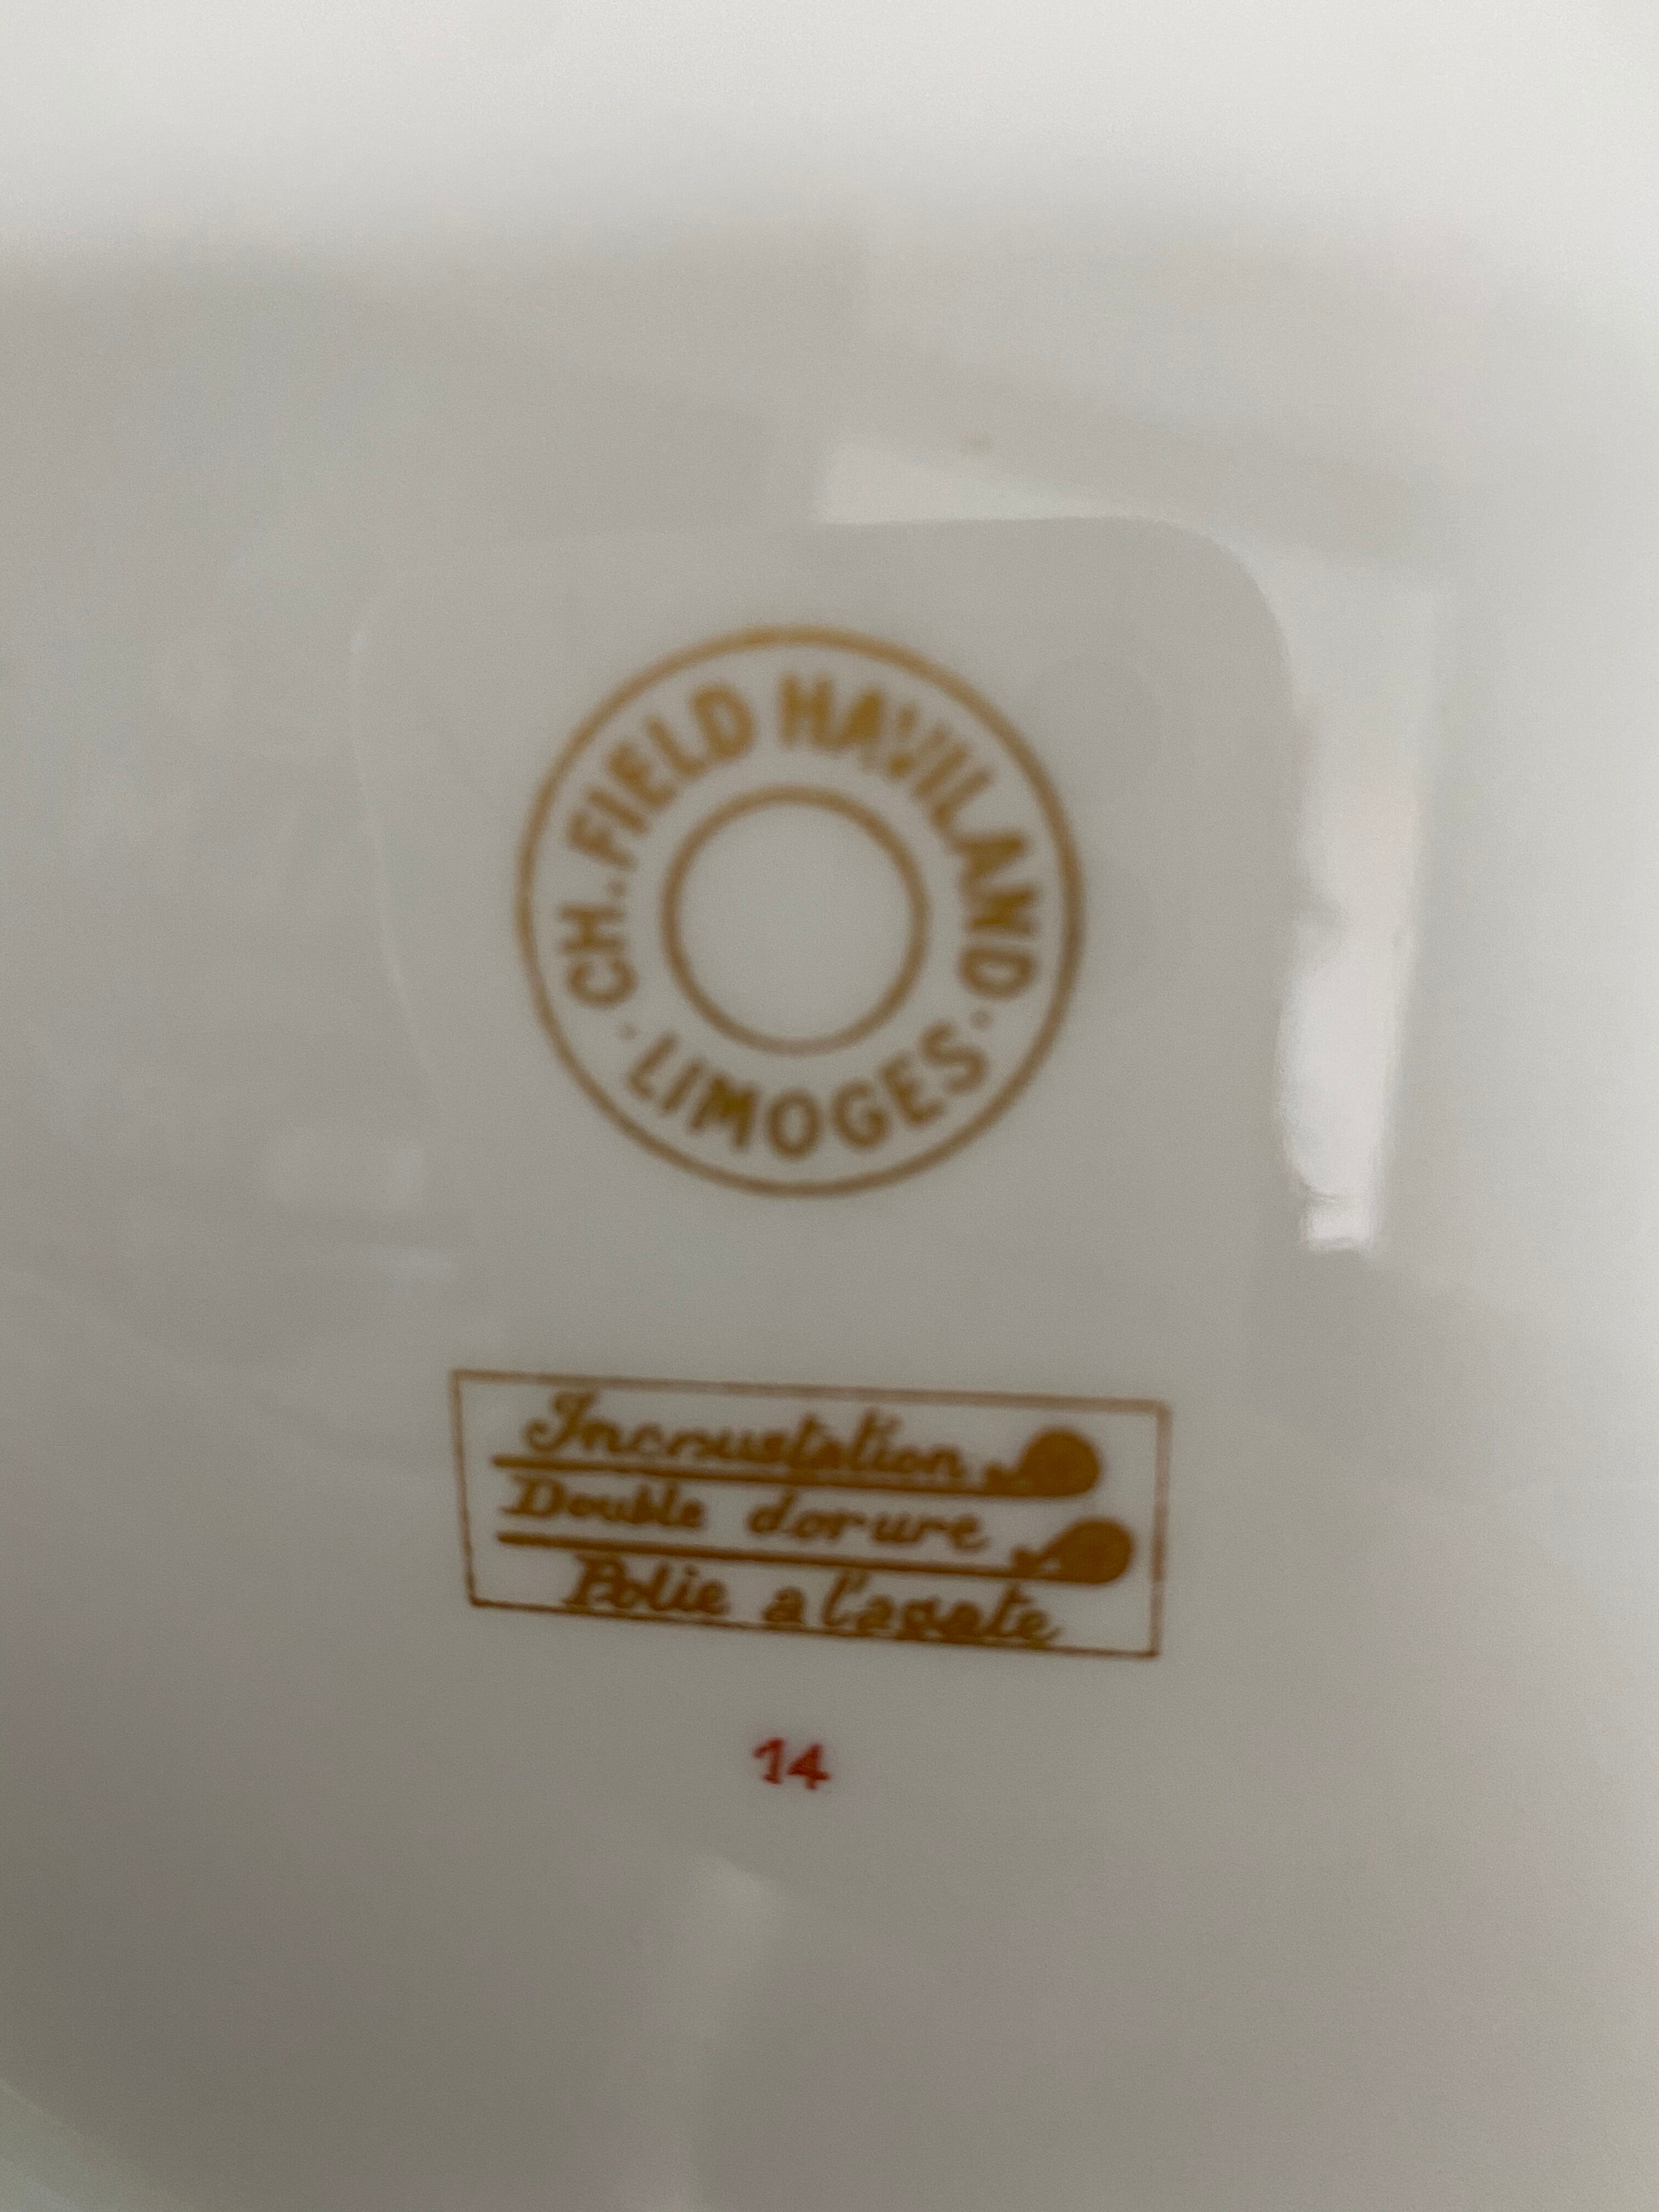 CH. FIELD HAVILAND
· LIMOGES ·
Incrustation
Double dorure
Polie a l'agate
14